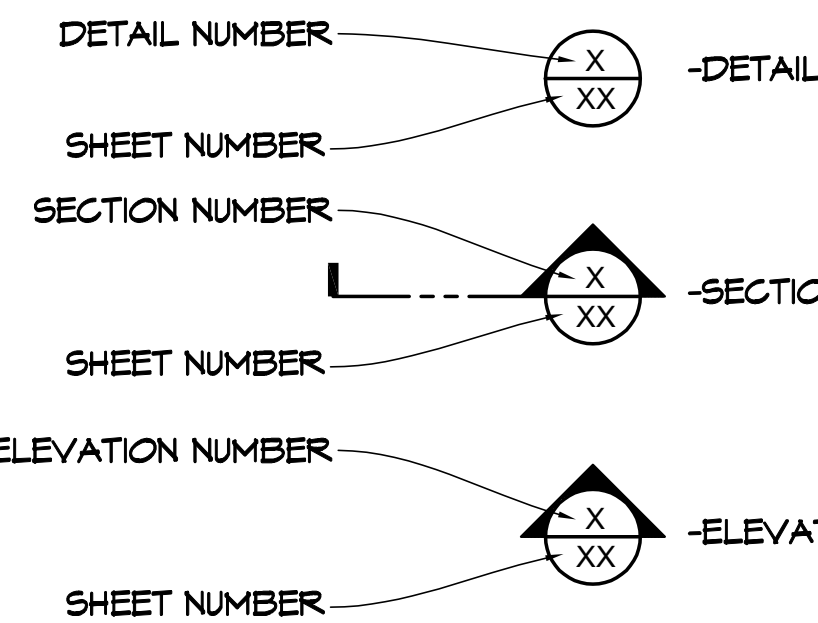 DETAIL NUMBER
X
XX
-DETAIL
SHEET NUMBER
SECTION NUMBER
X
XX
-SECTIO
SHEET NUMBER
ELEVATION NUMBER
X
XX
-ELEVAT
SHEET NUMBER